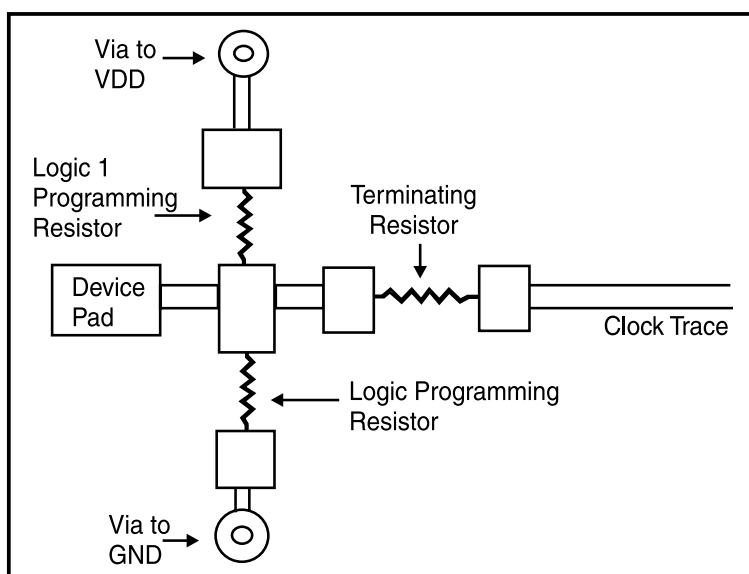 Via to
VDD
Logic 1
Programming
Resistor
Terminating
Resistor
Device
Pad
Clock Trace
Logic Programming
Resistor
Via to
GND